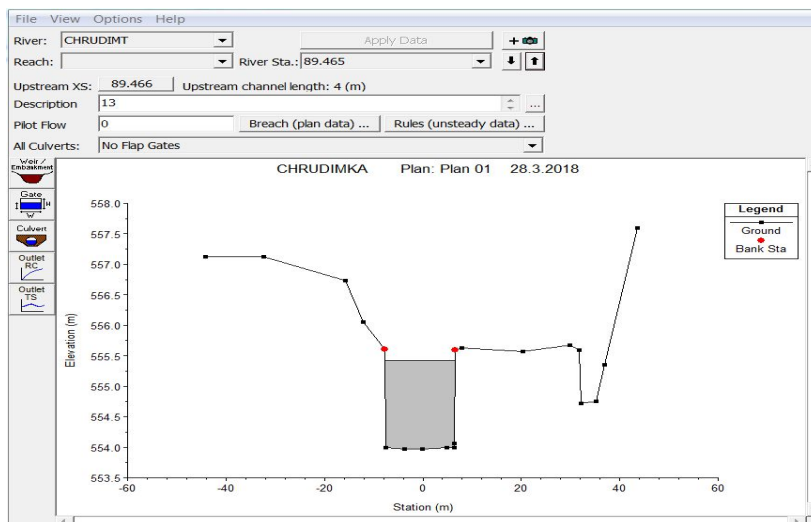 File View Options Help
River: CHRUDIMT Apply Data +
Reach: River Sta.: 89.465
Upstream XS: 89.466 Upstream channel length: 4 (m)
Description 13 ...
Pilot Flow 0 Breach (plan data) ... Rules (unsteady data) ...
All Culverts: No Flap Gates
Weir / Embankment
Gate
H
W
Culvert
Outlet RC
Outlet TS
CHRUDIMKA Plan: Plan 01 28.3.2018
558.0
557.5
557.0
556.5
556.0
555.5
555.0
554.5
554.0
553.5
Elevation (m)
-60 -40 -20 0 20 40 60
Station (m)
Legend
Ground
Bank Sta